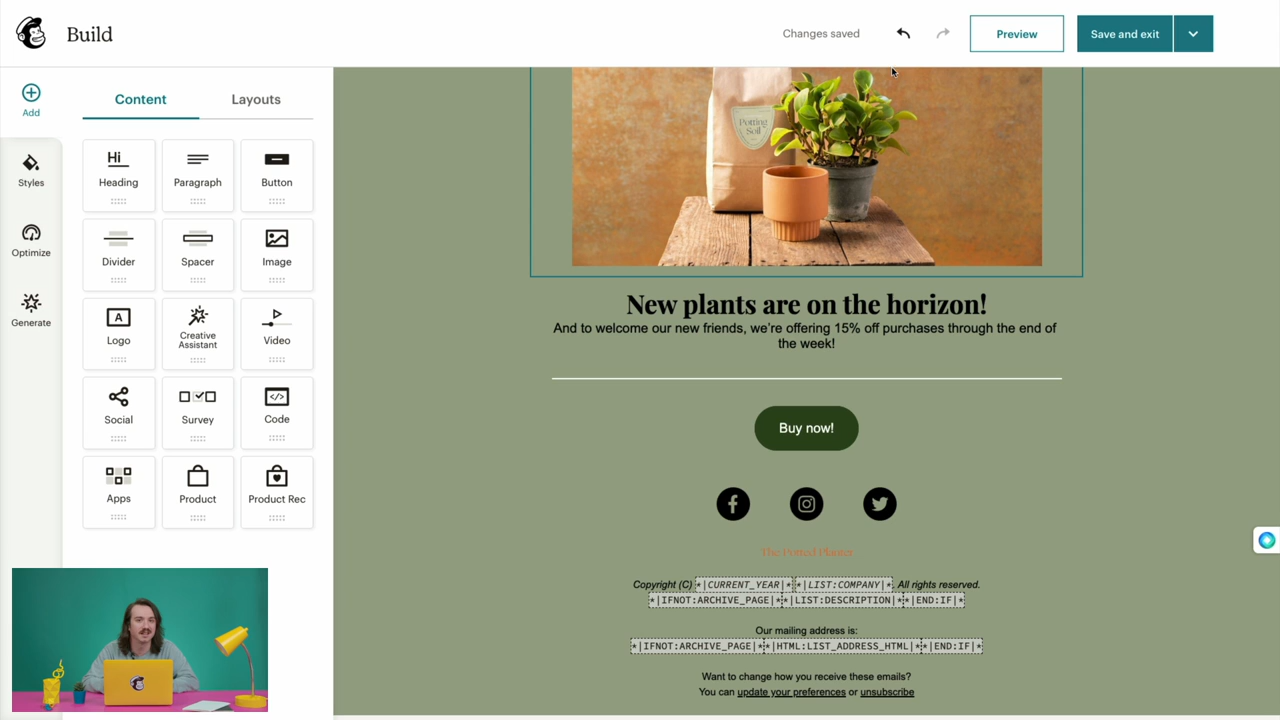 Build
Changes saved
Preview
Save and exit
Add
Styles
Optimize
Generate
Content
Layouts
Hi
Heading
Paragraph
Button
Divider
Spacer
Image
A
Logo
Creative
Assistant
Video
Social
Survey
</>
Code
Apps
Product
Product Rec
Potting
Soil
New plants are on the horizon!
And to welcome our new friends, we're offering 15% off purchases through the end of
the week!
Buy now!
The Potted Planter
Copyright (C) *|CURRENT_YEAR|* *|LIST:COMPANY|*. All rights reserved.
*|IFNOT:ARCHIVE_PAGE|* *|LIST:DESCRIPTION|* *|END:IF|*
Our mailing address is:
*|IFNOT:ARCHIVE_PAGE|* *|HTML:LIST_ADDRESS_HTML|* *|END:IF|*
Want to change how you receive these emails?
You can update your preferences or unsubscribe